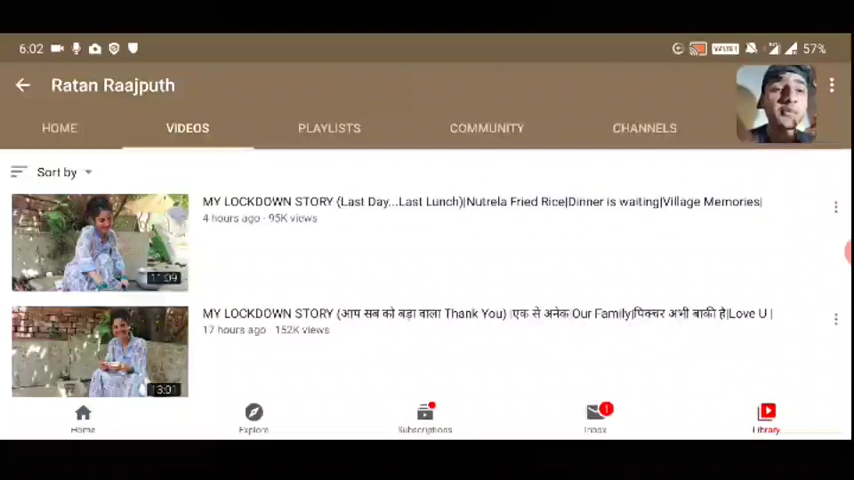 6:02
57%
Ratan Raajputh
HOME VIDEOS PLAYLISTS COMMUNITY CHANNELS
Sort by
MY LOCKDOWN STORY (Last Day...Last Lunch)|Nutrela Fried Rice|Dinner is waiting|Village Memories|
4 hours ago · 95K views
11:09
MY LOCKDOWN STORY (आप सब को बड़ा वाला Thank You) |एक से अनेक Our Family|पिक्चर अभी बाकी है|Love U |
17 hours ago · 152K views
13:01
1
Home Explore Subscriptions Inbox Library